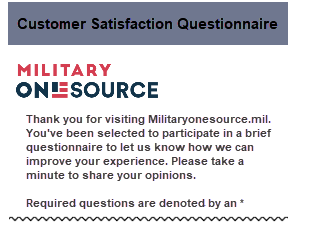 Customer Satisfaction Questionnaire
MILITARY
ONESOURCE
Thank you for visiting Militaryonesource.mil.
You've been selected to participate in a brief
questionnaire to let us know how we can
improve your experience. Please take a
minute to share your opinions.
Required questions are denoted by an *